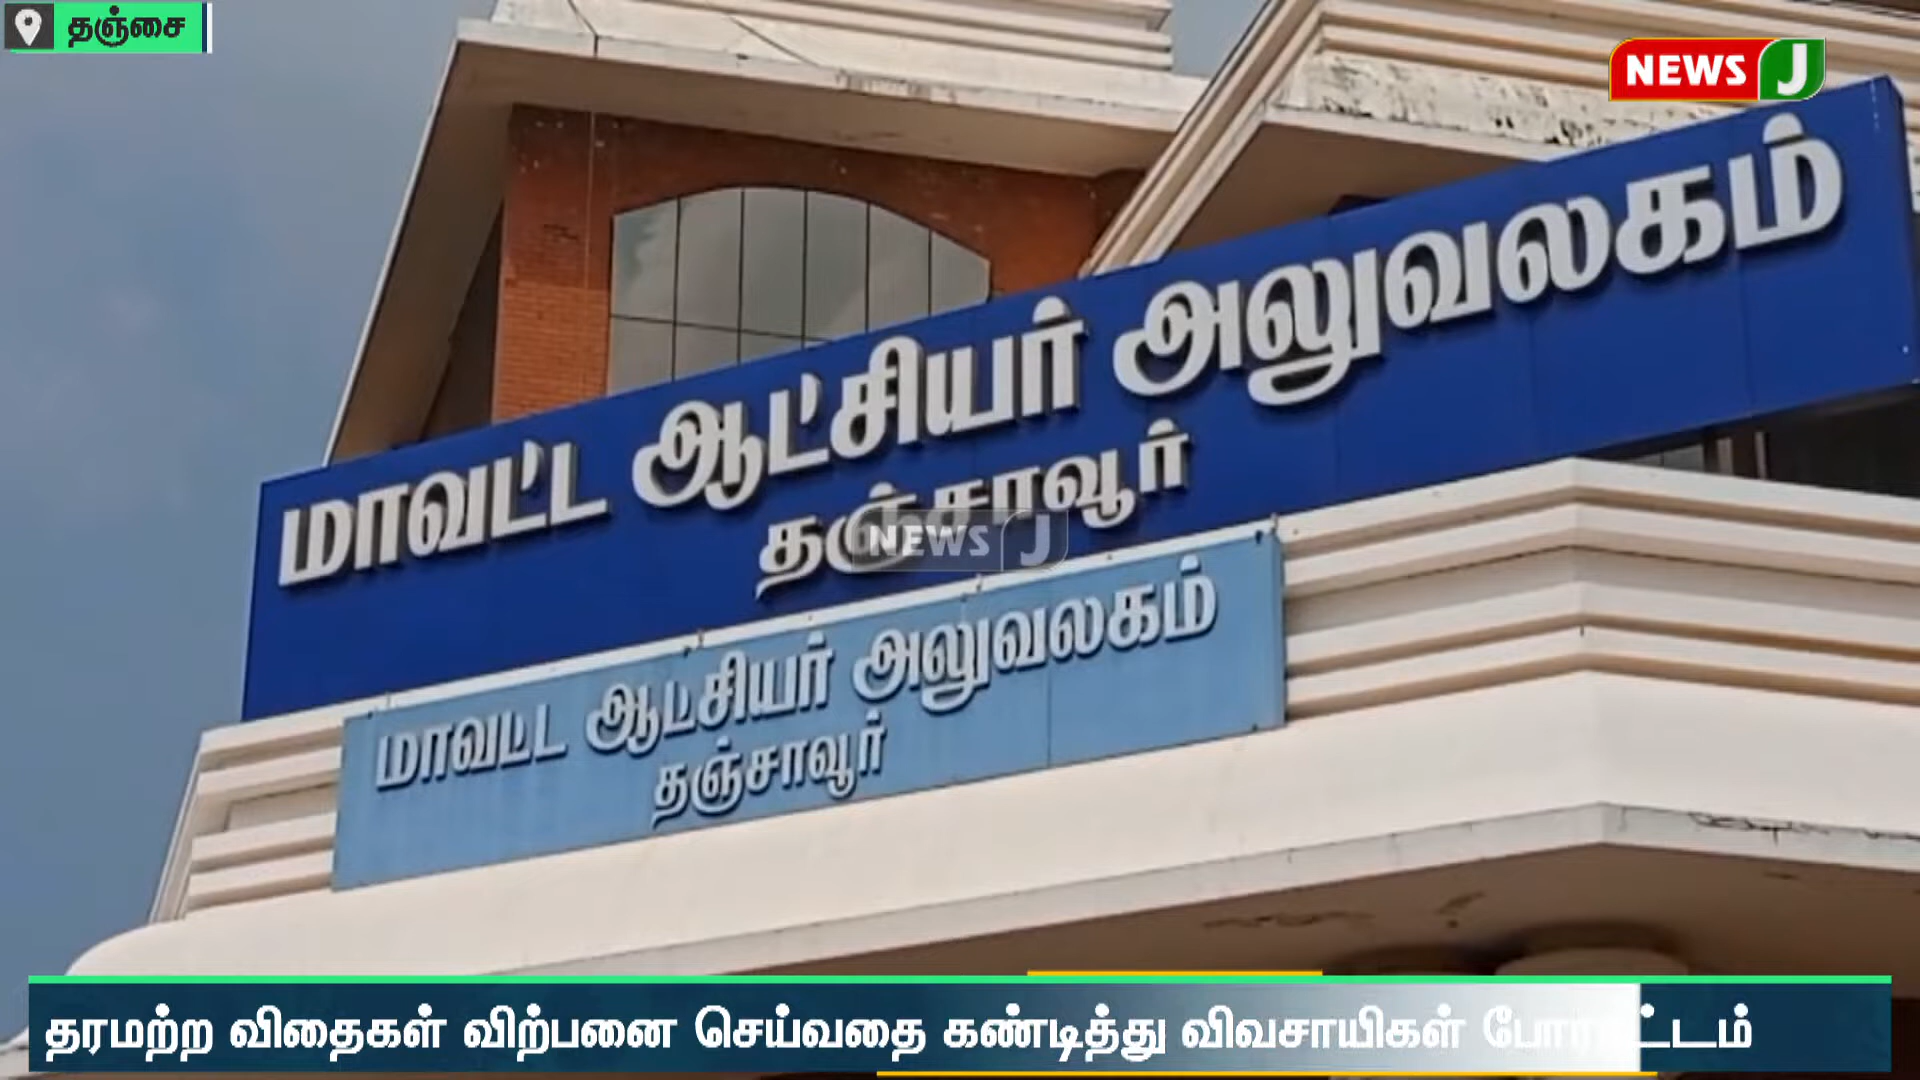 தஞ்சை
NEWS J
மாவட்ட ஆட்சியர் அலுவலகம்
தஞ்சாவூர்
NEWS J
மாவட்ட ஆட்சியர் அலுவலகம்
தஞ்சாவூர்
தரமற்ற விதைகள் விற்பனை செய்வதை கண்டித்து விவசாயிகள் போராட்டம்